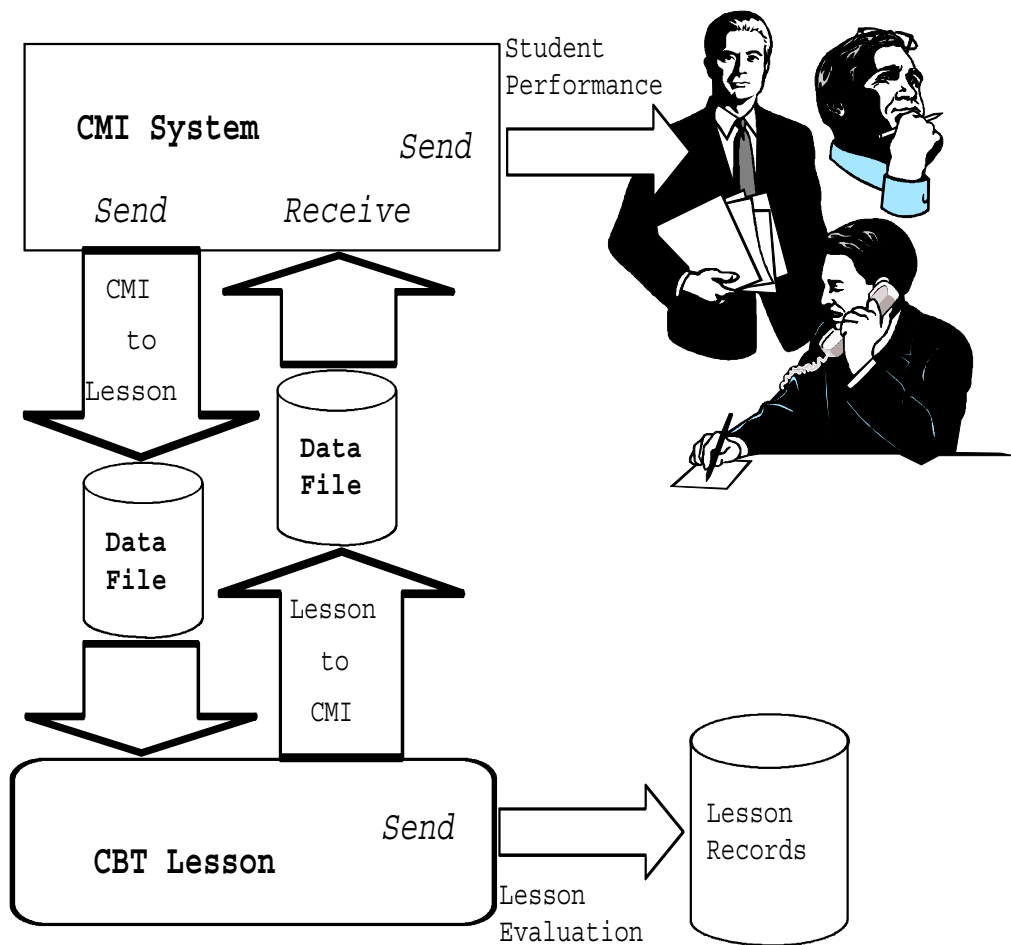 Student
Performance
CMI System
Send
Send
Receive
CMI
to
Lesson
Data
File
Data
File
Lesson
to
CMI
Send
CBT Lesson
Lesson
Records
Lesson
Evaluation